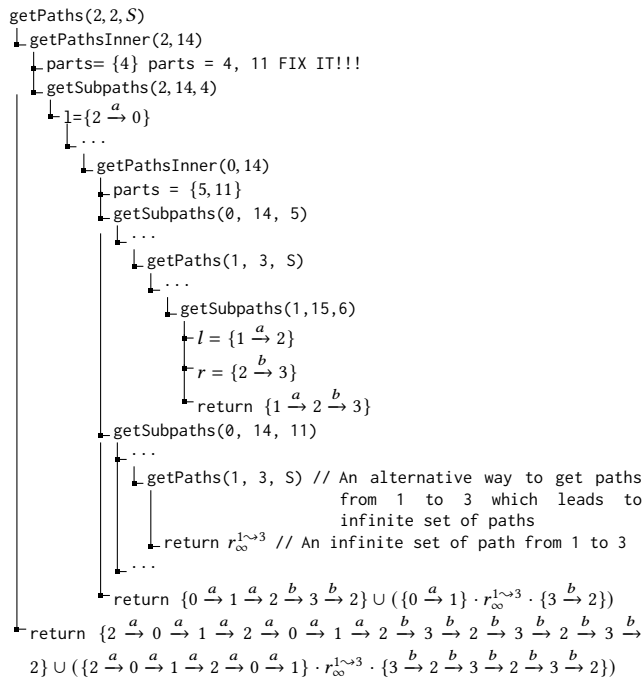 getPaths(2, 2, S)
getPathsInner(2, 14)
parts= {4} parts = 4, 11 FIX IT!!!
getSubpaths(2, 14, 4)
l={2 a→ 0}
...
getPathsInner(0, 14)
parts = {5, 11}
getSubpaths(0, 14, 5)
...
getPaths(1, 3, S)
...
getSubpaths(1,15,6)
l = {1 a→ 2}
r = {2 b→ 3}
return {1 a→ 2 b→ 3}
getSubpaths(0, 14, 11)
...
getPaths(1, 3, S) // An alternative way to get paths
from 1 to 3 which leads to
infinite set of paths
return r∞^{1⤳3} // An infinite set of path from 1 to 3
...
return {0 a→ 1 a→ 2 b→ 3 b→ 2} ∪ ({0 a→ 1} · r∞^{1⤳3} · {3 b→ 2})
return {2 a→ 0 a→ 1 a→ 2 a→ 0 a→ 1 a→ 2 b→ 3 b→ 2 b→ 3 b→ 2 b→ 3 b→
2} ∪ ({2 a→ 0 a→ 1 a→ 2 a→ 0 a→ 1} · r∞^{1⤳3} · {3 b→ 2 b→ 3 b→ 2 b→ 3 b→ 2})